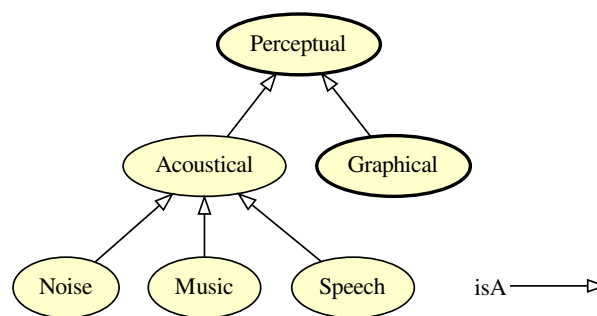 Perceptual
Acoustical
Graphical
Noise
Music
Speech
isA